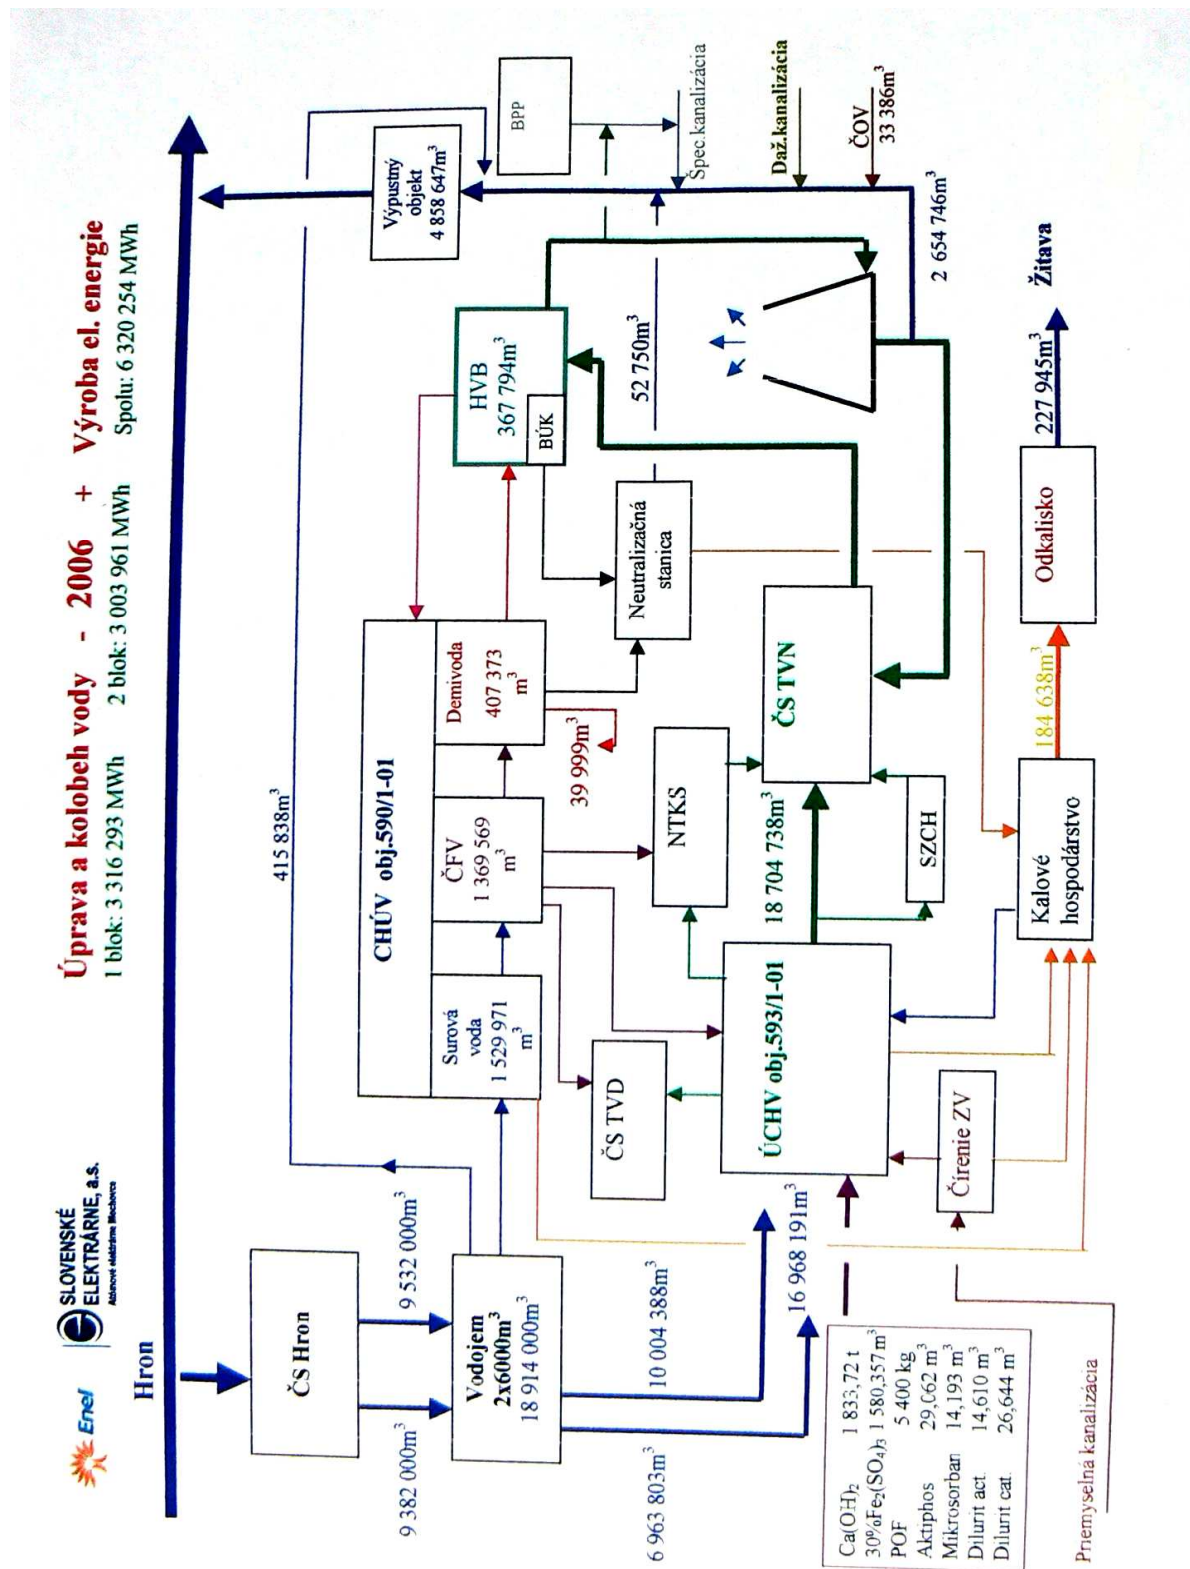 Enel
SLOVENSKÉ
ELEKTRÁRNE, a.s.
Atómové elektrárne Mochovce
Úprava a kolobeh vody - 2006 + Výroba el. energie
1 blok: 3 316 293 MWh 2 blok: 3 003 961 MWh Spolu: 6 320 254 MWh
Hron
ČS Hron
9 382 000m³
9 532 000m³
Vodojem
2x6000m³
18 914 000m³
415 838m³
6 963 803m³
10 004 388m³
16 968 191m³
CHÚV obj.590/1-01
Surová
voda
1 529 971
m³
ČFV
1 369 569
m³
Demivoda
407 373
m³
39 999m³
HVB
367 794m³
BÚK
Výpustný
objekt
4 858 647m³
BPP
Špec.kanalizácia
Daž.kanalizácia
ČOV
33 386m³
52 750m³
2 654 746m³
Neutralizačná
stanica
ČS TVD
NTKS
ČS TVN
18 704 738m³
ÚCHV obj.593/1-01
SZCH
Čírenie ZV
Kalové
hospodárstvo
184 638m³
Odkalisko
227 945m³
Žitava
Ca(OH)₂ 1 833,72 t
30%Fe₂(SO₄)₃ 1 580,357 m³
POF 5 400 kg
Aktiphos 29,062 m³
Mikrosorban 14,193 m³
Dilurit act. 14,610 m³
Dilurit cat. 26,644 m³
Priemyselná kanalizácia